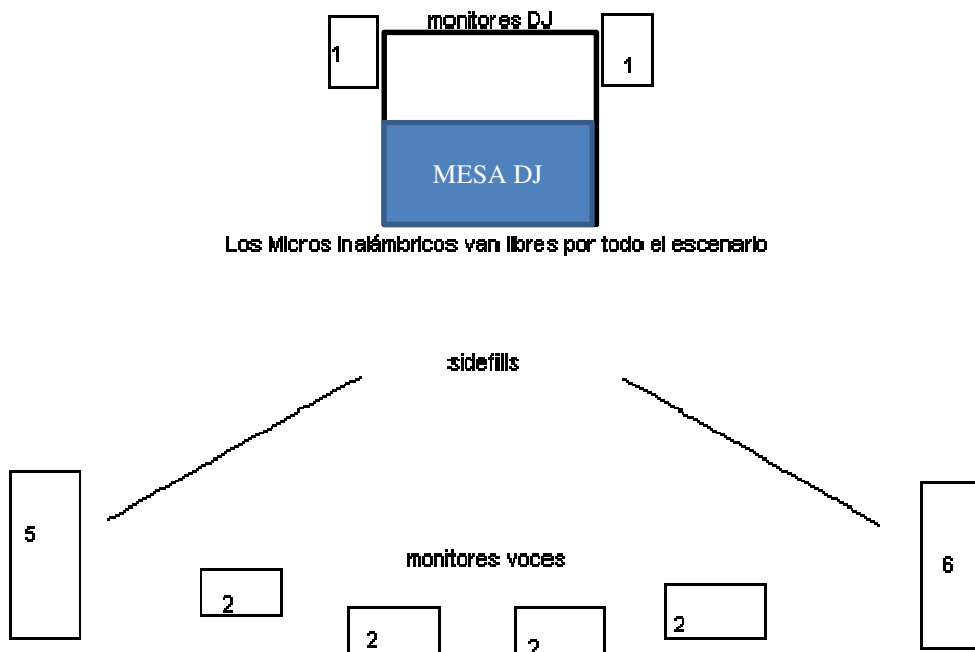 monitores DJ
1
1
MESA DJ
Los Micros Inalámbricos van libres por todo el escenario
sidefills
5
6
monitores voces
2
2
2
2